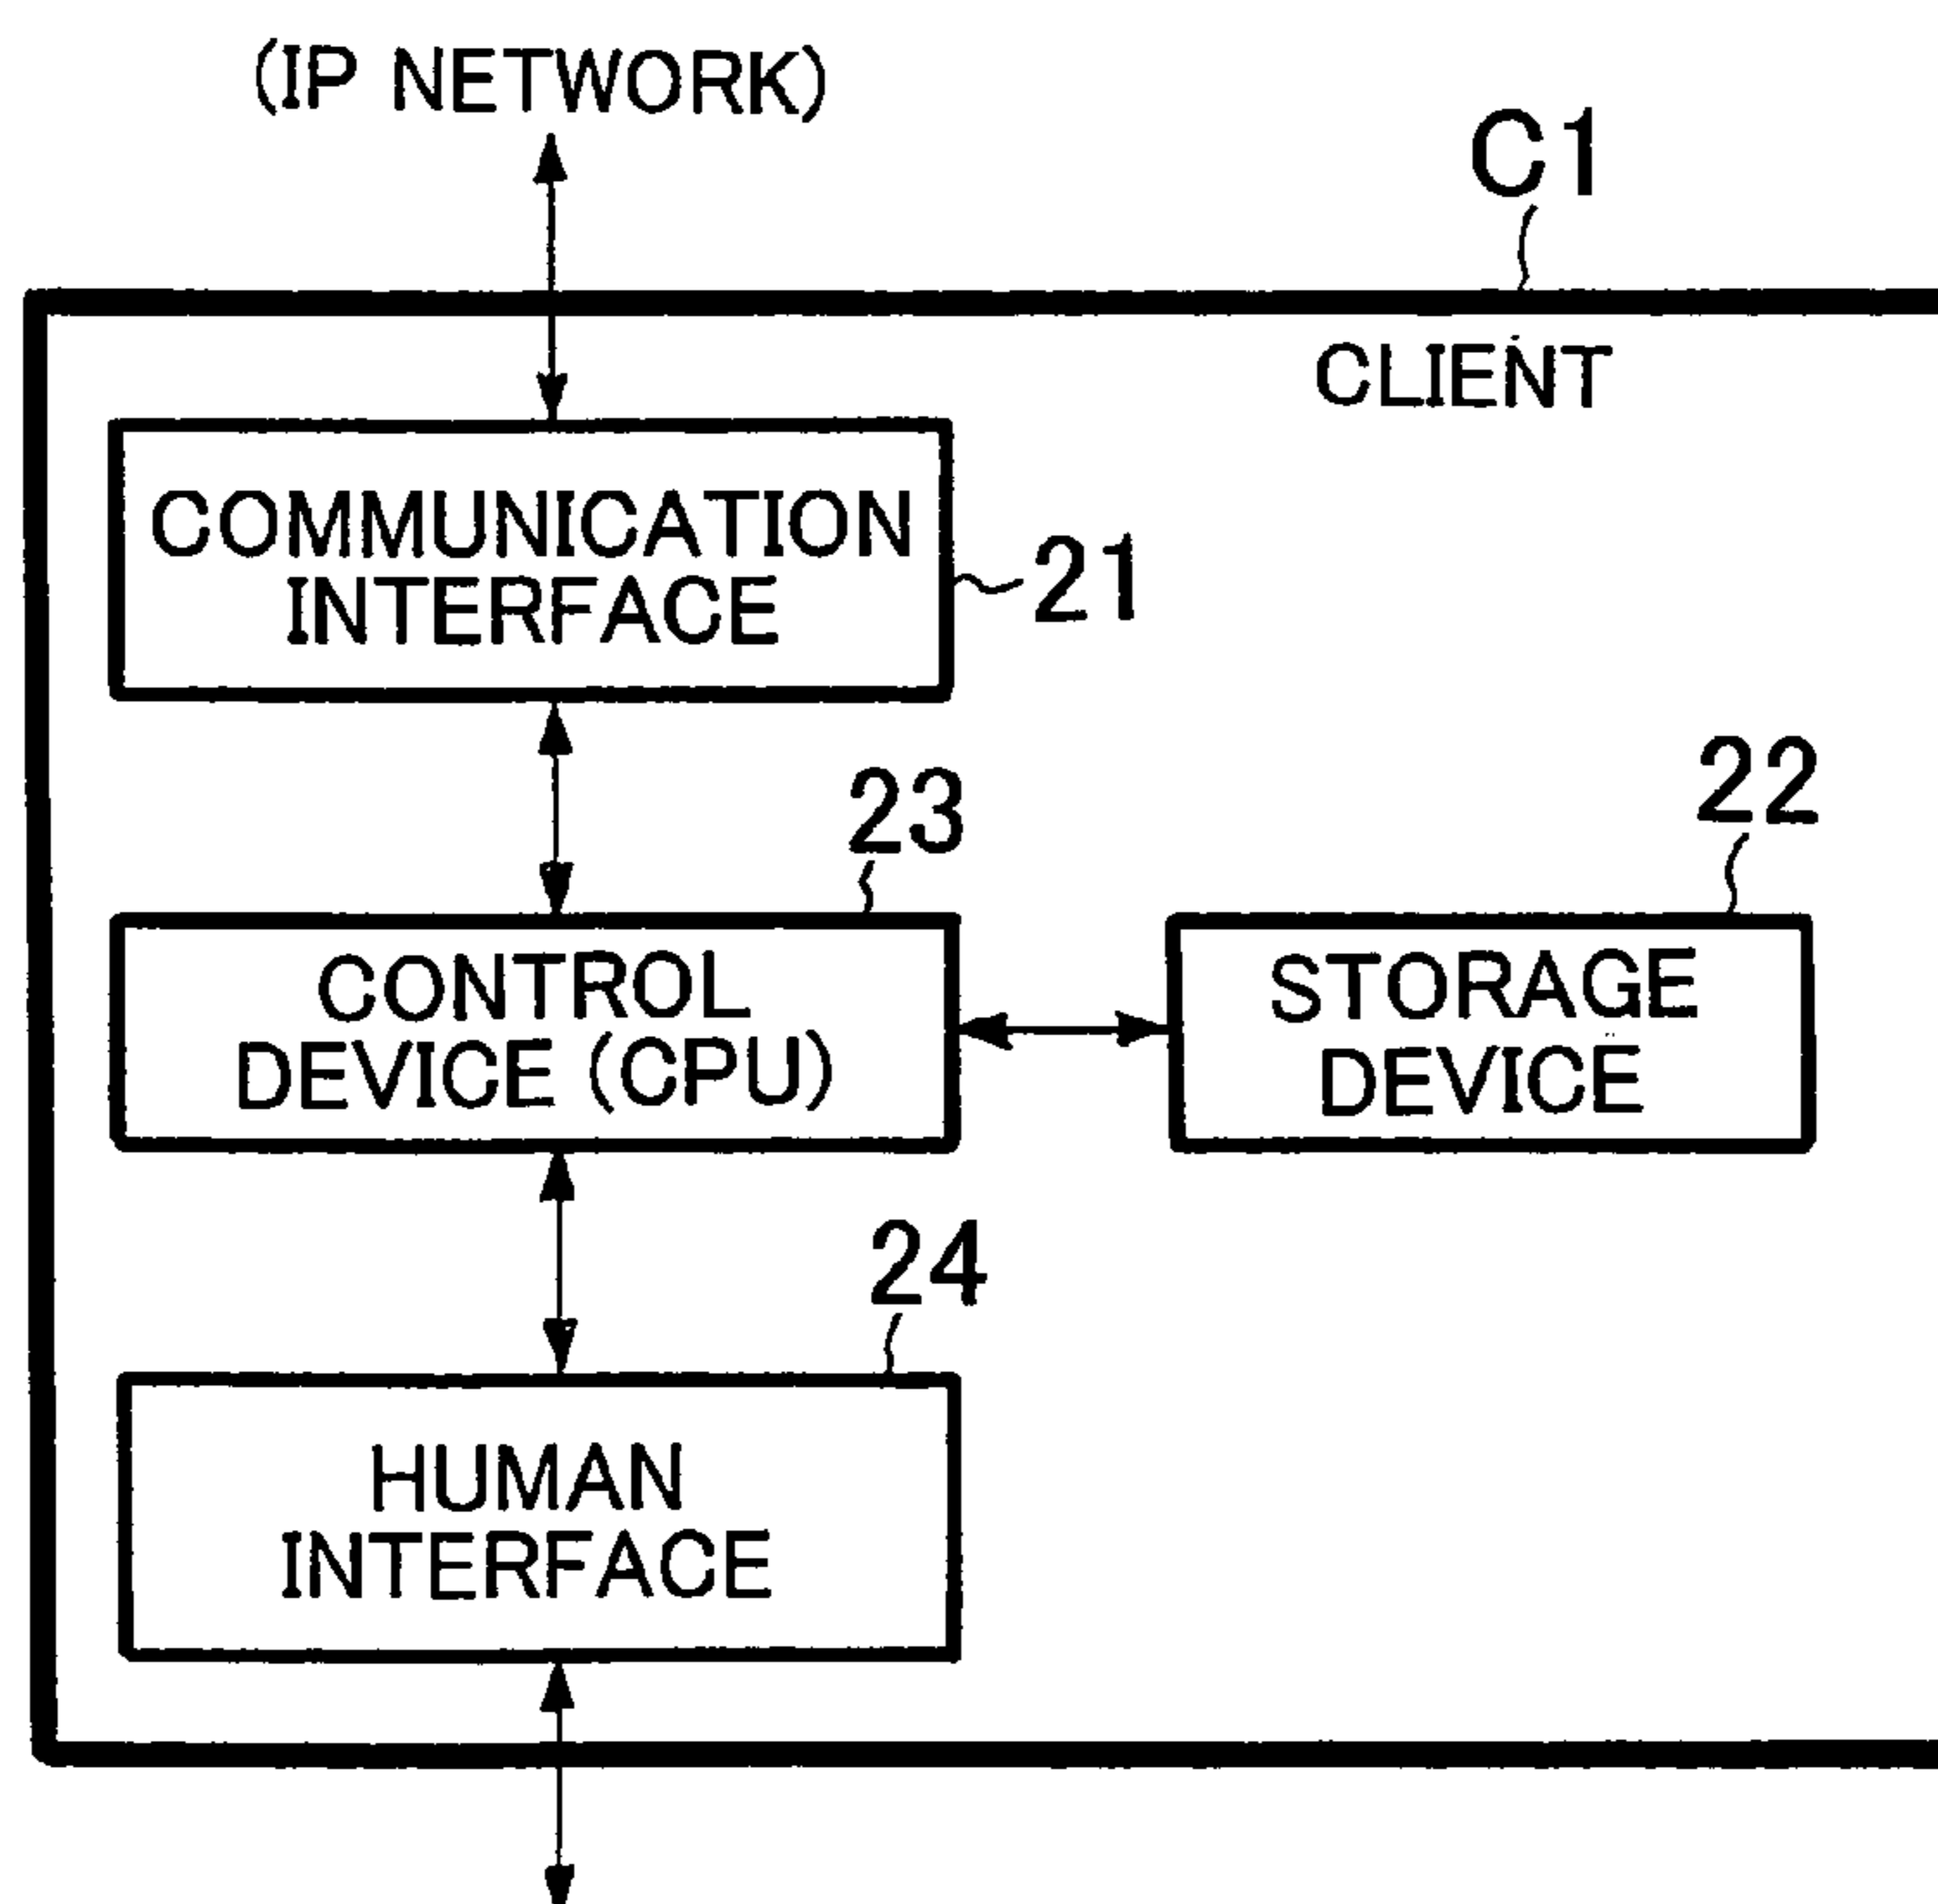 (IP NETWORK)
C1
CLIENT
COMMUNICATION
INTERFACE
21
23
22
CONTROL
DEVICE (CPU)
STORAGE
DEVICE
24
HUMAN
INTERFACE